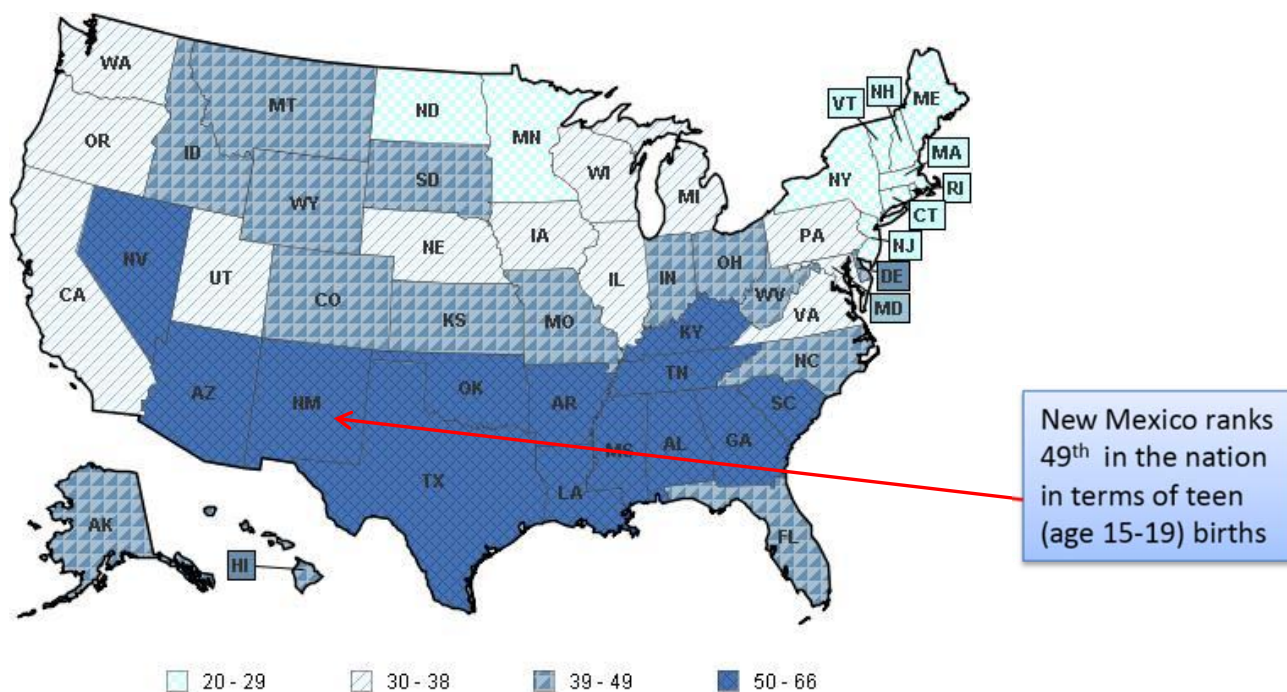 WA
MT
ND
MN
VT
NH
ME
OR
ID
SD
WI
MI
NY
MA
RI
CT
WY
NE
IA
PA
NJ
NV
UT
CO
KS
MO
IL
IN
OH
WV
VA
DE
MD
CA
KY
NC
TN
AZ
NM
OK
AR
SC
MS
AL
GA
TX
LA
AK
HI
FL
New Mexico ranks
49th in the nation
in terms of teen
(age 15-19) births
20 - 29
30 - 38
39 - 49
50 - 66